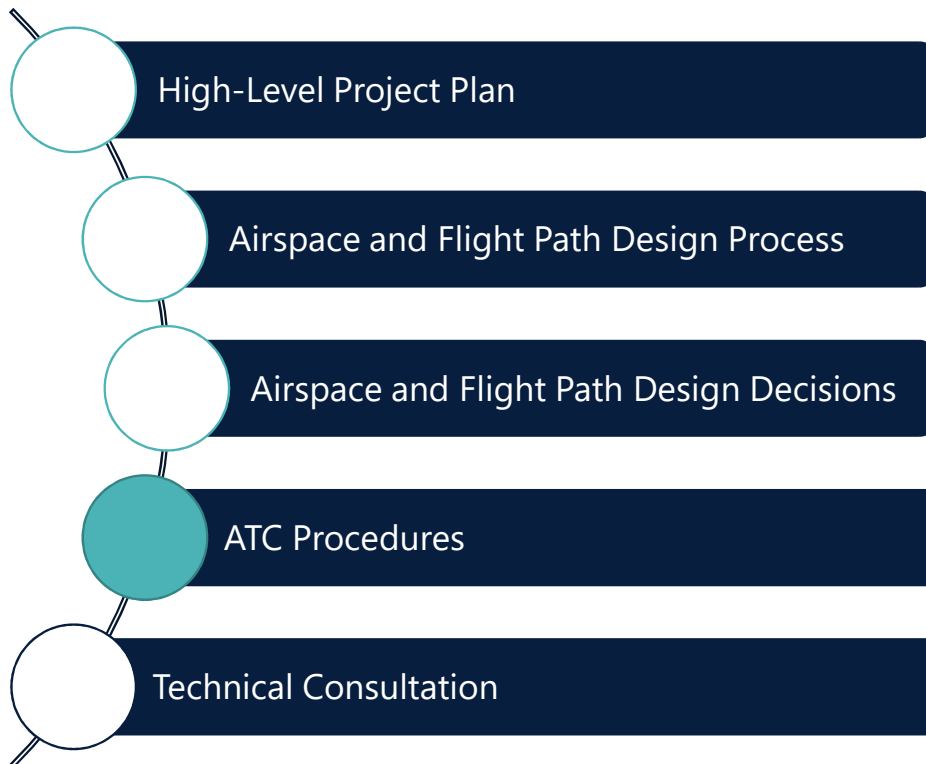 High-Level Project Plan
Airspace and Flight Path Design Process
Airspace and Flight Path Design Decisions
ATC Procedures
Technical Consultation